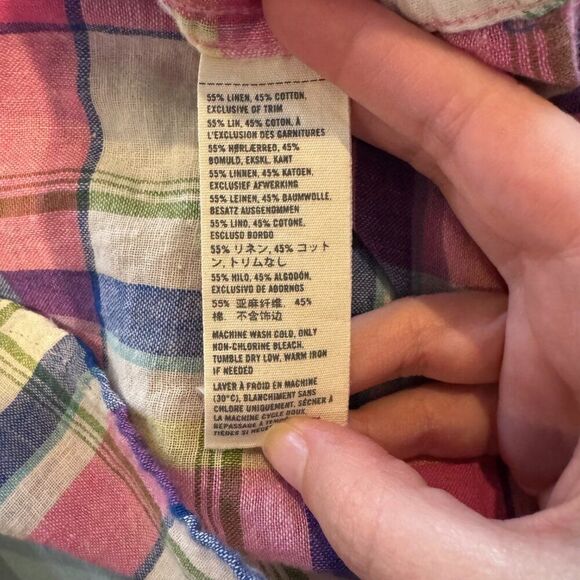 55% LINEN, 45% COTTON,
EXCLUSIVE OF TRIM
55% LIN, 45% COTON, À
L'EXCLUSION DES GARNITURES
55% HØRLÆRRED, 45%
BOMULD, EKSKL. KANT
55% LINNEN, 45% KATOEN,
EXCLUSIEF AFWERKING
55% LEINEN, 45% BAUMWOLLE,
BESATZ AUSGENOMMEN
55% LINO, 45% COTONE,
ESCLUSO BORDO
55% リネン, 45% コット
ン, トリムなし
55% HILO, 45% ALGODÓN,
EXCLUSIVO DE ADORNOS
55% 亚麻纤维, 45%
棉, 不含饰边
MACHINE WASH COLD, ONLY
NON-CHLORINE BLEACH.
TUMBLE DRY LOW, WARM IRON
IF NEEDED
LAVER À FROID EN MACHINE
(30°C), BLANCHIMENT SANS
CHLORE UNIQUEMENT. SÉCHER À
LA MACHINE CYCLE DOUX
REPASSAGE À
TIÈDES SI